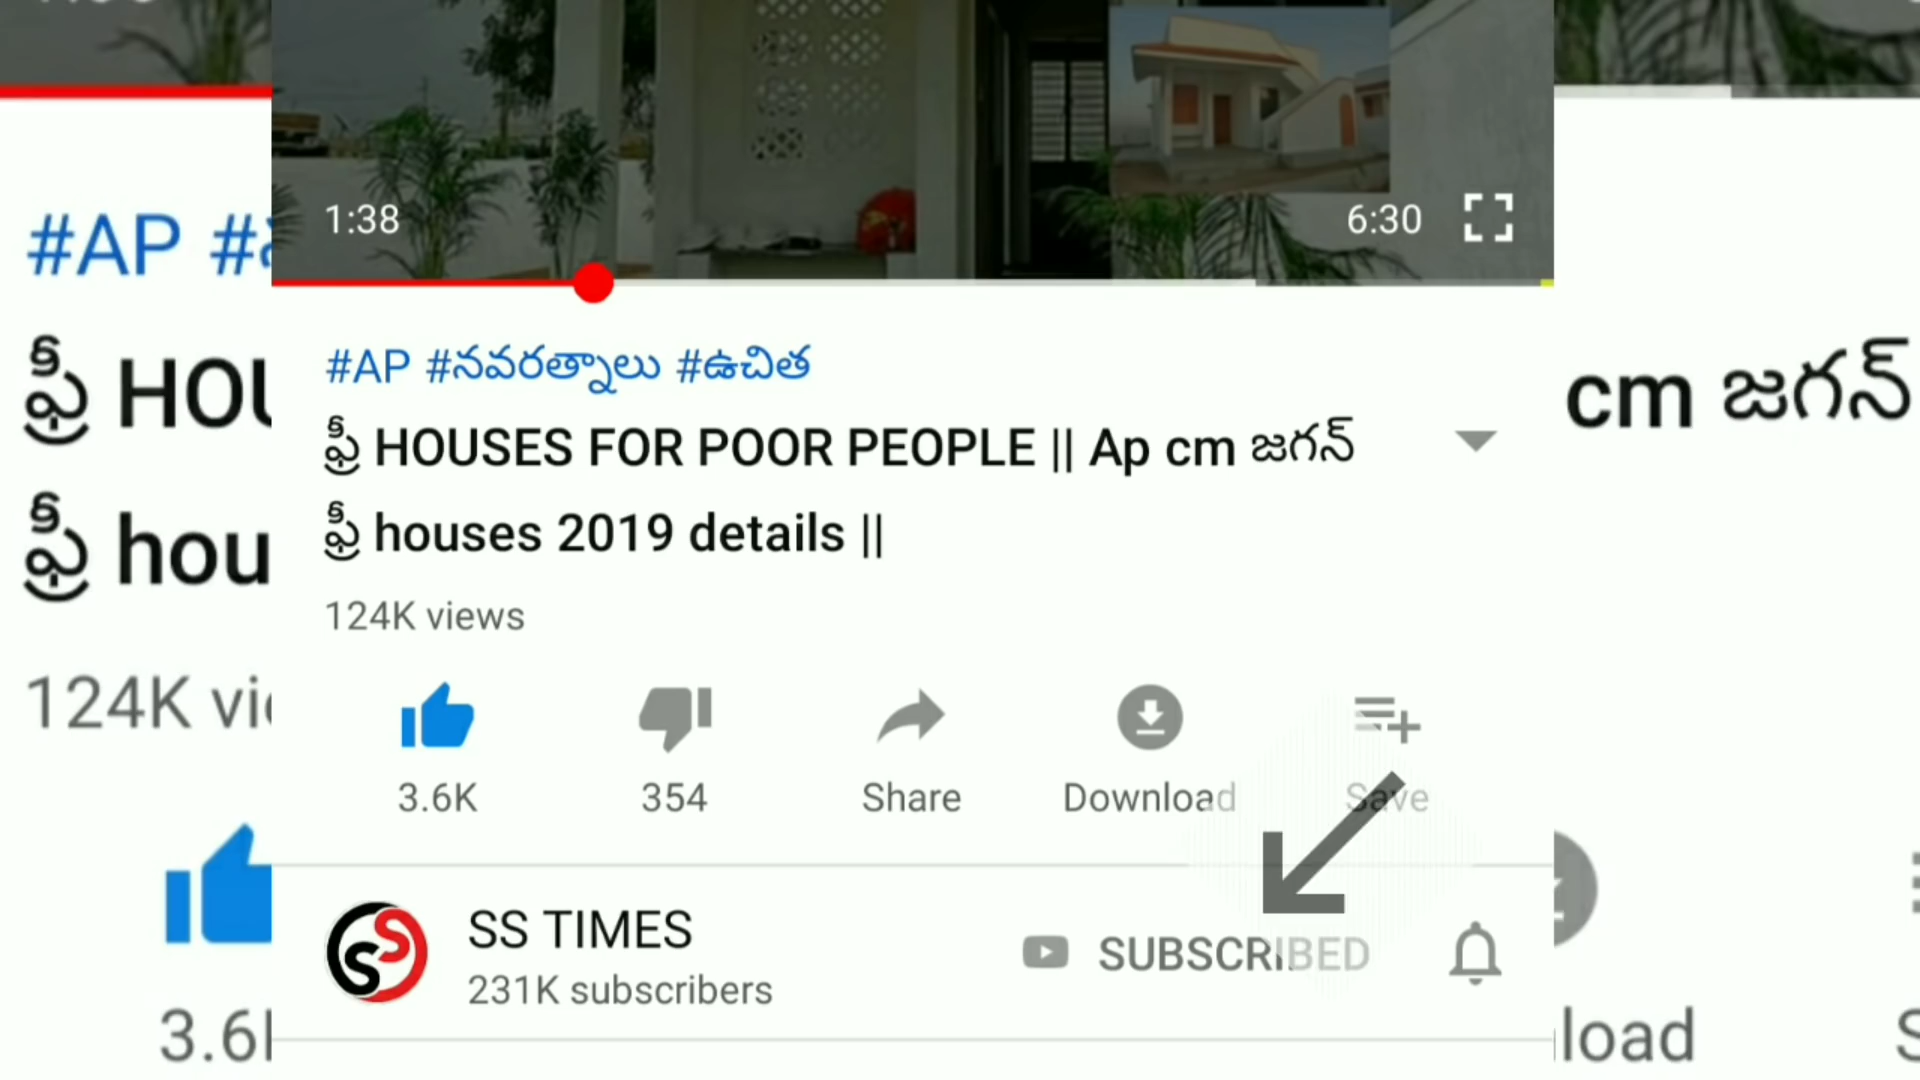 1:38
6:30
#AP #నవరత్నాలు #ఉచిత
ఫ్రీ HOUSES FOR POOR PEOPLE || Ap cm జగన్
ఫ్రీ houses 2019 details ||
124K views
3.6K
354
Share
Download
Save
SS TIMES
SUBSCRIBED
231K subscribers
#AP
ఫ్రీ HOU
cm జగన్
ఫ్రీ hou
124K vi
3.6
load
S